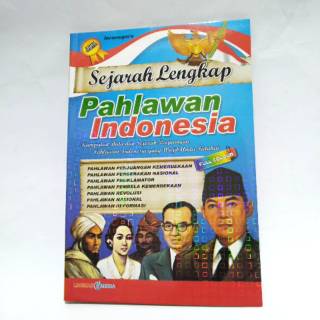 Sejarah Lengkap
Pahlawan
Indonesia
PAHLAWAN PERJUANGAN KEMERDEKAAN
PAHLAWAN PERGERAKAN NASIONAL
PAHLAWAN PROKLAMATOR
PAHLAWAN PEMBELA KEMERDEKAAN
PAHLAWAN REVOLUSI
PAHLAWAN NASIONAL
PAHLAWAN REFORMASI